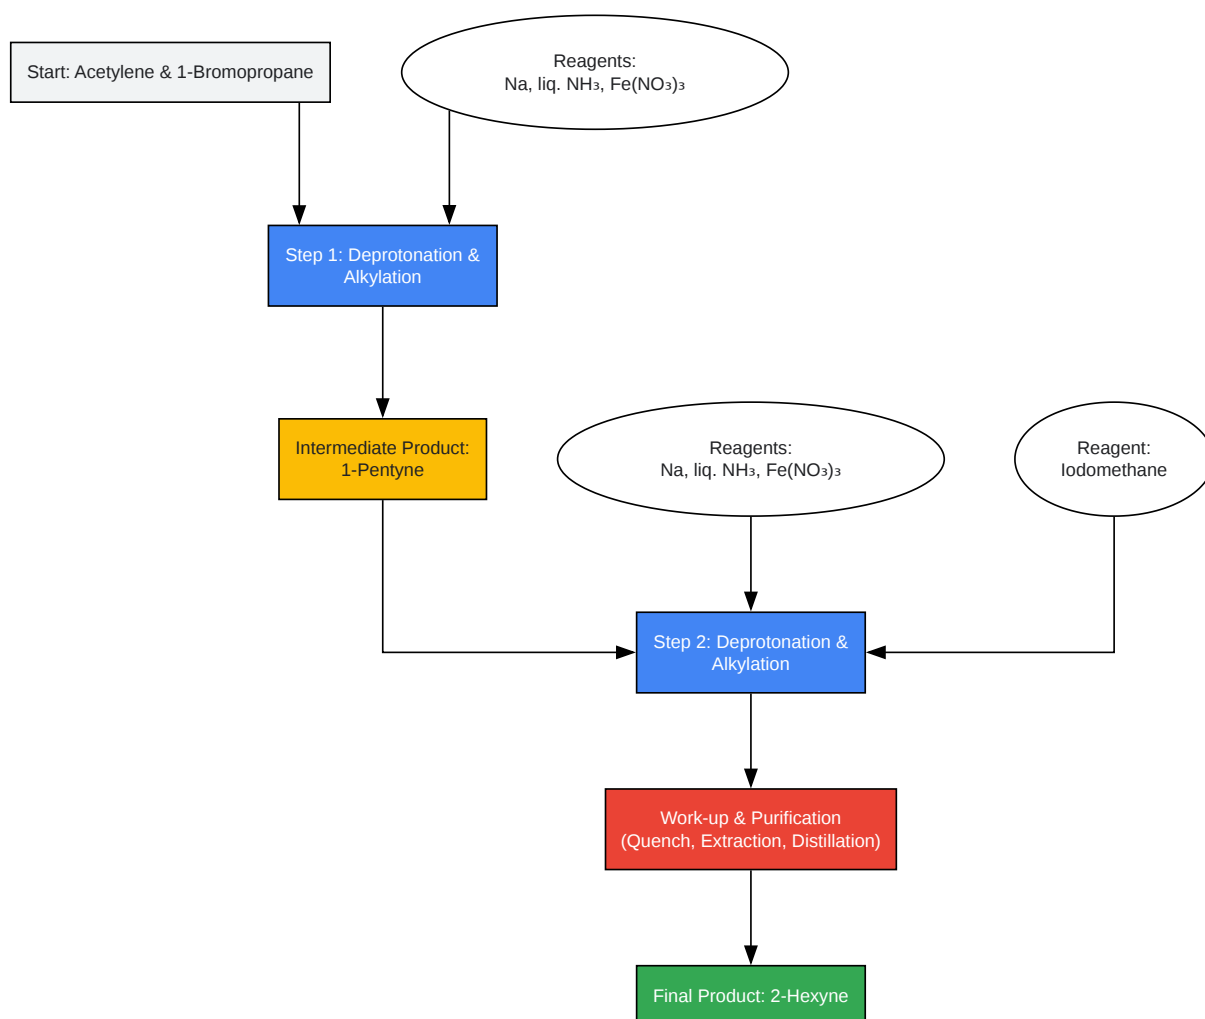 Start: Acetylene & 1-Bromopropane
Reagents:
Na, liq. NH₃, Fe(NO₃)₃
Step 1: Deprotonation &
Alkylation
Intermediate Product:
1-Pentyne
Reagents:
Na, liq. NH₃, Fe(NO₃)₃
Reagent:
Iodomethane
Step 2: Deprotonation &
Alkylation
Work-up & Purification
(Quench, Extraction, Distillation)
Final Product: 2-Hexyne